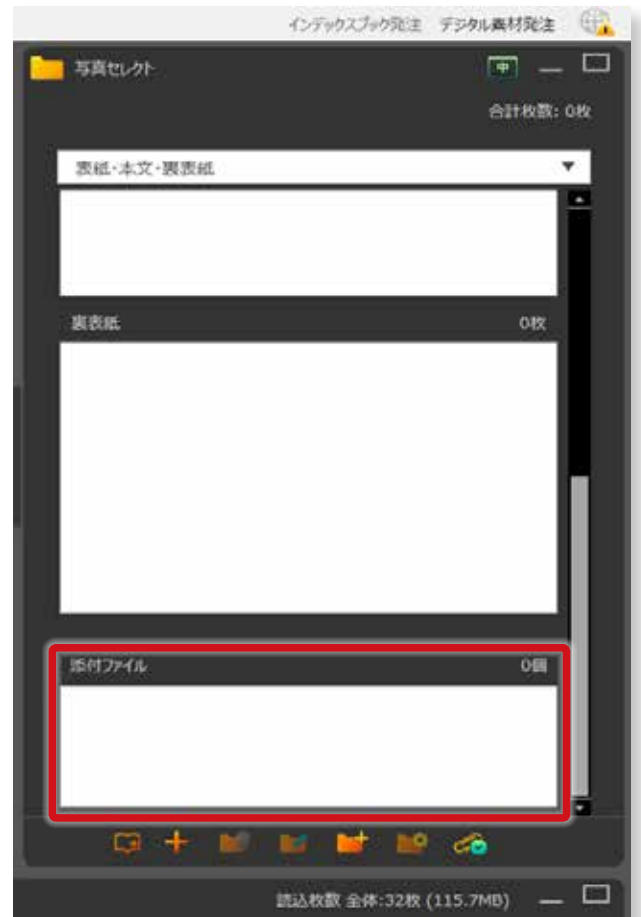 インデックスブック発注 デジタル素材発注
写真セレクト 中
合計枚数: 0枚
表紙・本文・裏表紙
裏表紙 0枚
添付ファイル 0個
読込枚数 全体:32枚 (115.7MB)